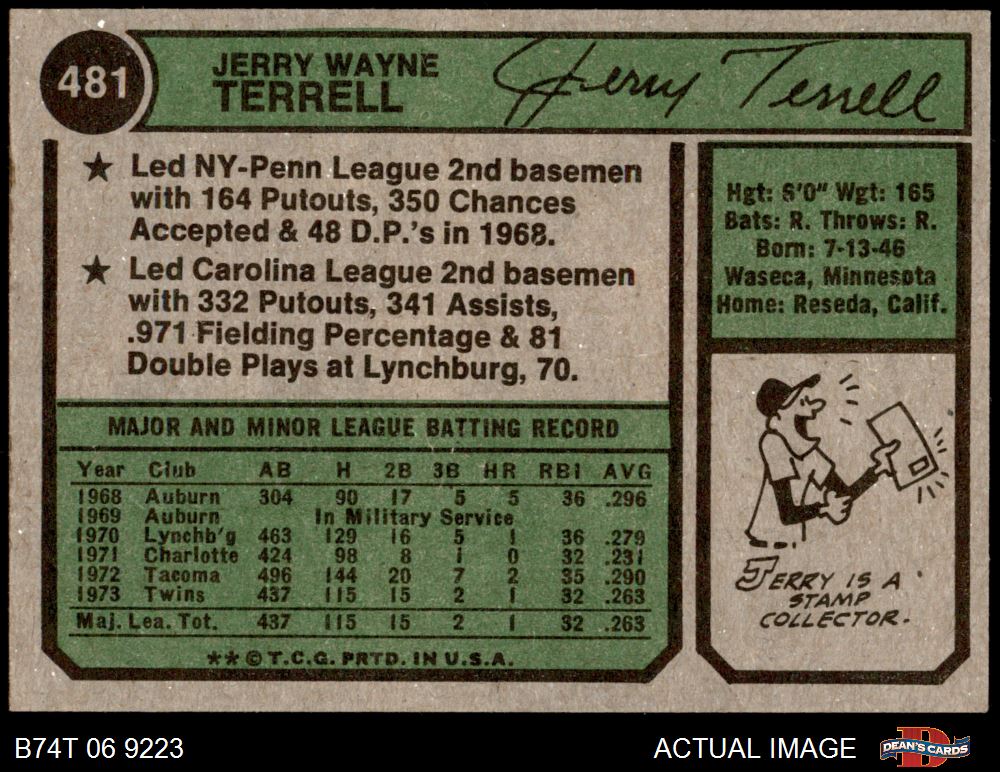 481
JERRY WAYNE
TERRELL
Jerry Terrell
★ Led NY-Penn League 2nd basemen
with 164 Putouts, 350 Chances
Accepted & 48 D.P.'s in 1968.
★ Led Carolina League 2nd basemen
with 332 Putouts, 341 Assists,
.971 Fielding Percentage & 81
Double Plays at Lynchburg, 70.
Hgt: 6'0" Wgt: 165
Bats: R. Throws: R.
Born: 7-13-46
Waseca, Minnesota
Home: Reseda, Calif.
MAJOR AND MINOR LEAGUE BATTING RECORD
Year Club AB H 2B 3B HR RBI AVG
1968 Auburn 304 90 17 5 5 36 .296
1969 Auburn In Military Service
1970 Lynchb'g 463 129 16 5 1 36 .279
1971 Charlotte 424 98 8 1 0 32 .231
1972 Tacoma 496 144 20 7 2 35 .290
1973 Twins 437 115 15 2 1 32 .263
Maj. Lea. Tot. 437 115 15 2 1 32 .263
**©T.C.G. PRTD. IN U.S.A.
JERRY IS A
STAMP
COLLECTOR.
B74T 06 9223
ACTUAL IMAGE
DEAN'S CARDS